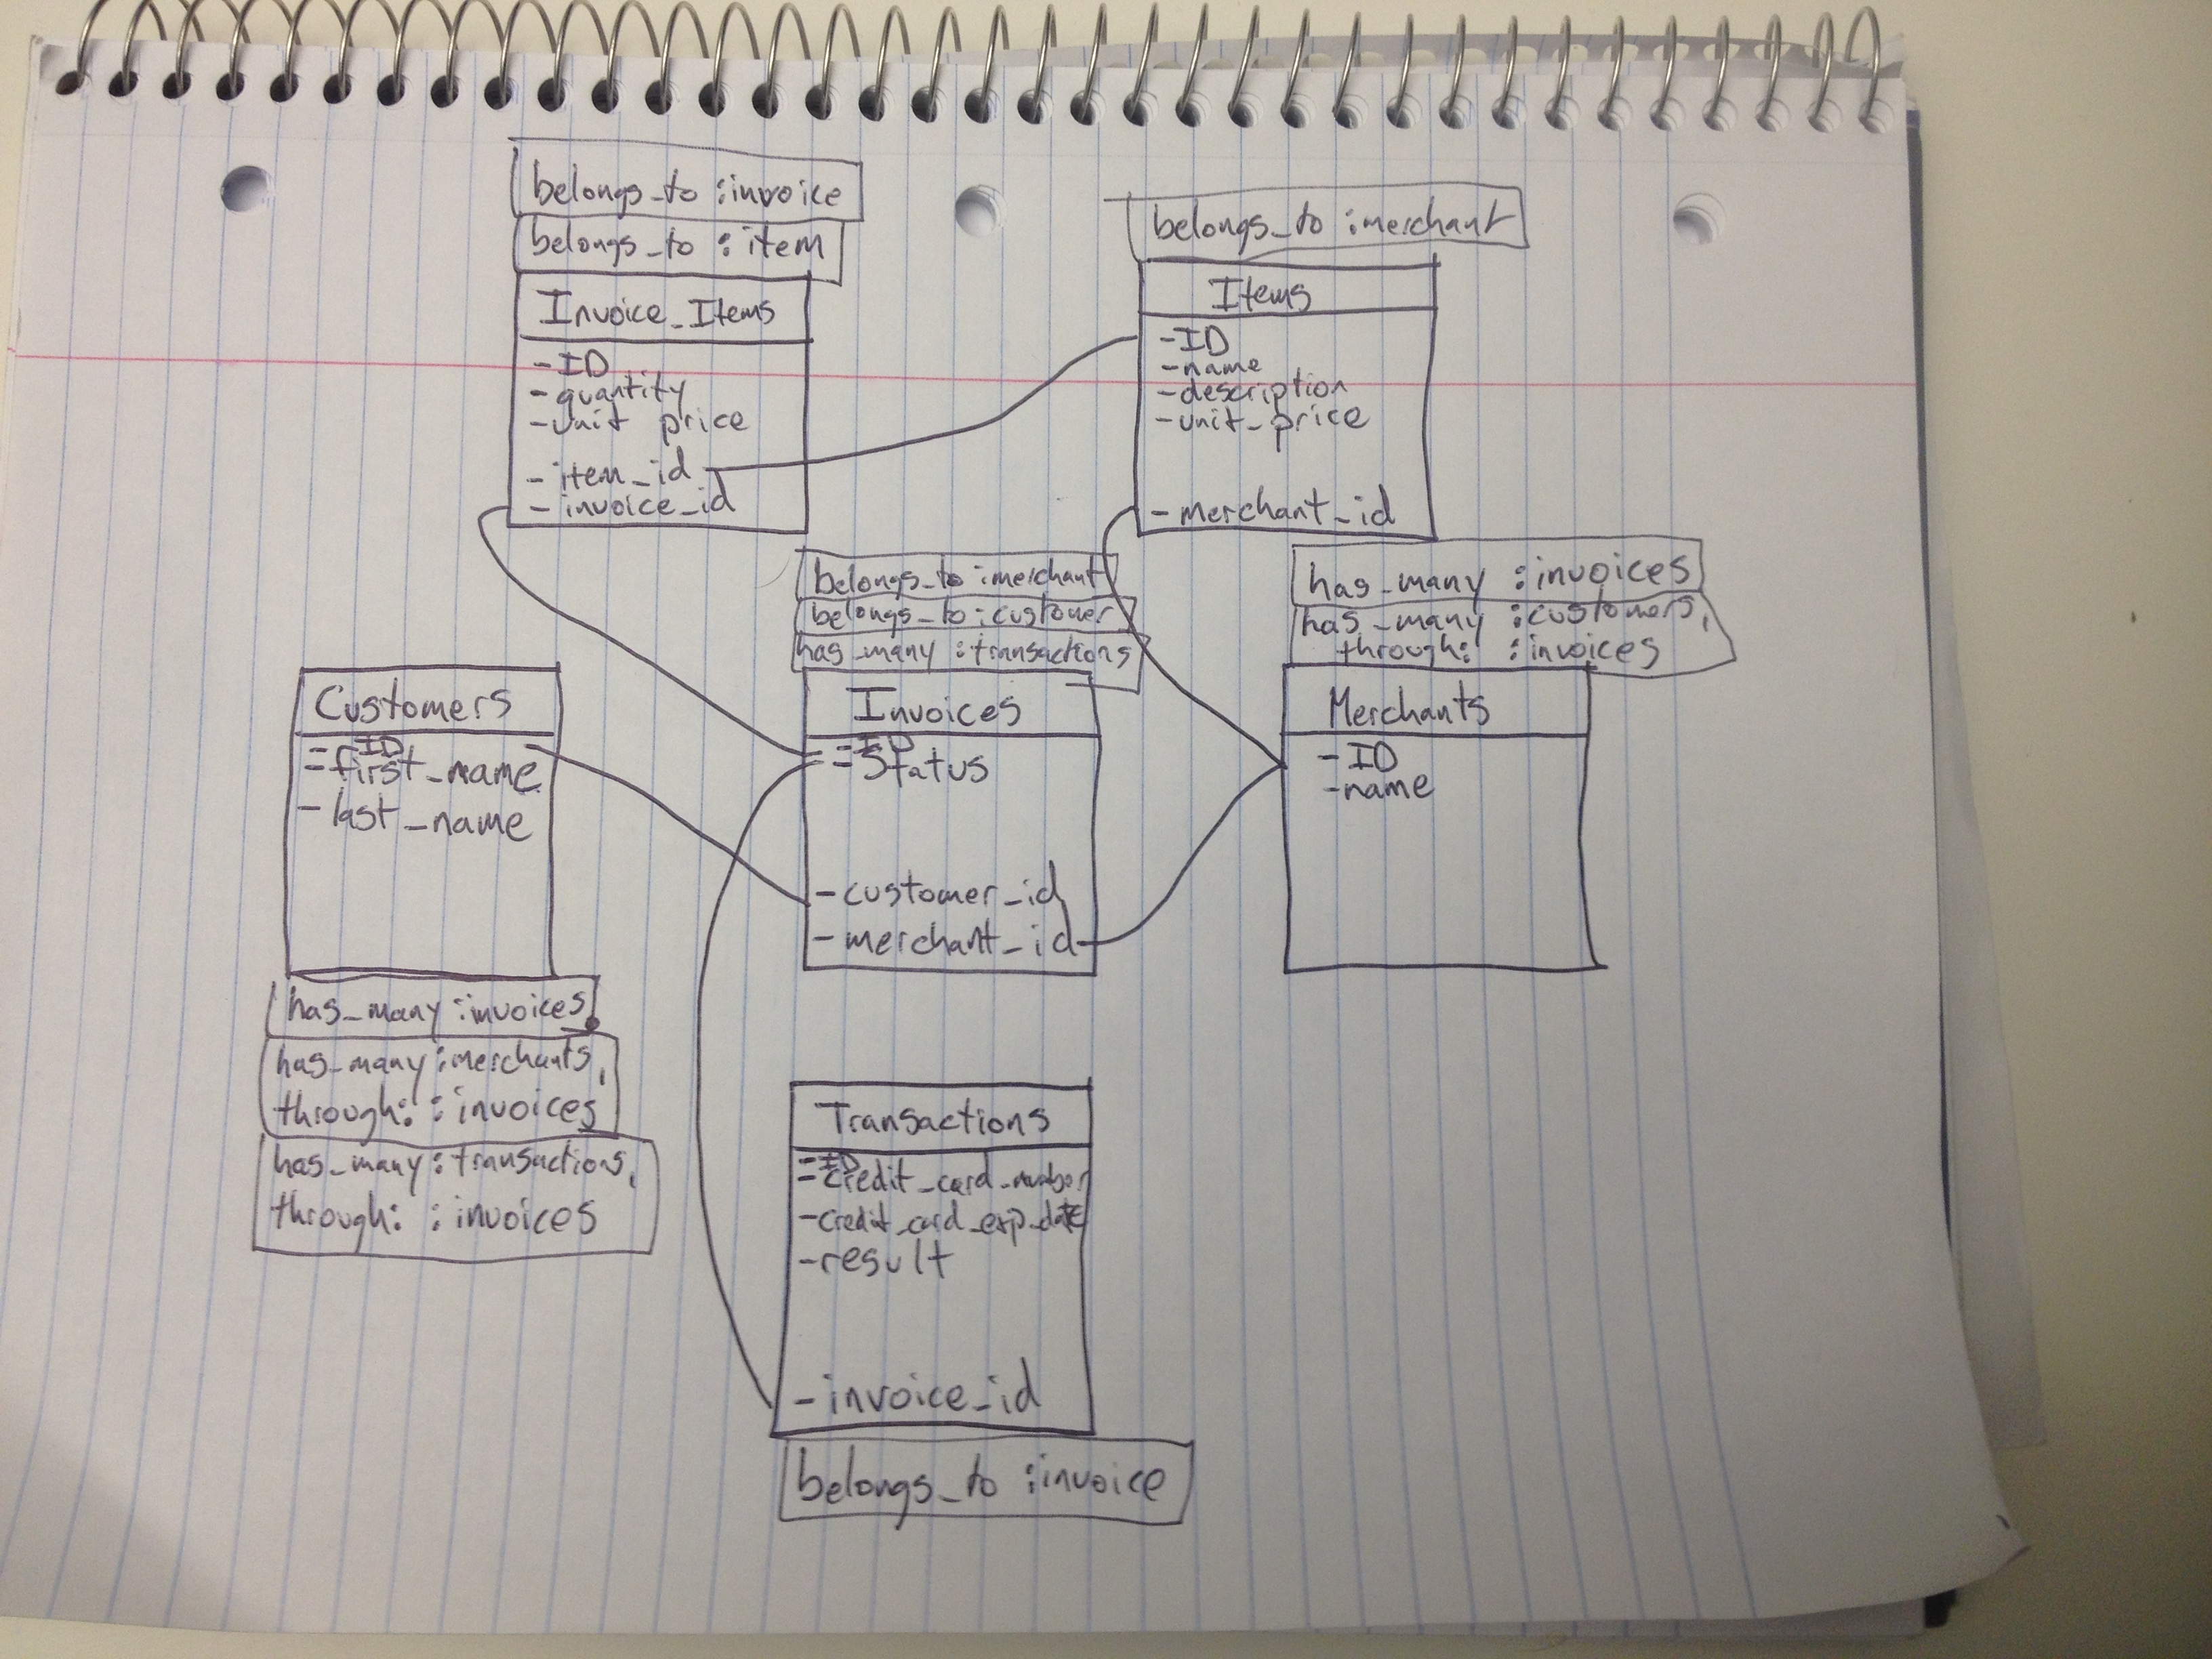 belongs_to :invoice
belongs_to :item
Invoice_Items
- ID
- quantity
- unit price
- item_id
- invoice_id
belongs_to :merchant
Items
- ID
- name
- description
- unit_price
- merchant_id
belongs_to :merchant
belongs_to :customer
has_many :transactions
Invoices
- ID
- Status
- customer_id
- merchant_id
has_many :invoices
has_many :customers,
through: :invoices
Merchants
- ID
- name
Customers
- ID
- first_name
- last_name
has_many :invoices
has_many :merchants,
through: :invoices
has_many :transactions,
through: :invoices
Transactions
- ID
- credit_card_number
- credit_card_exp_date
- result
- invoice_id
belongs_to :invoice